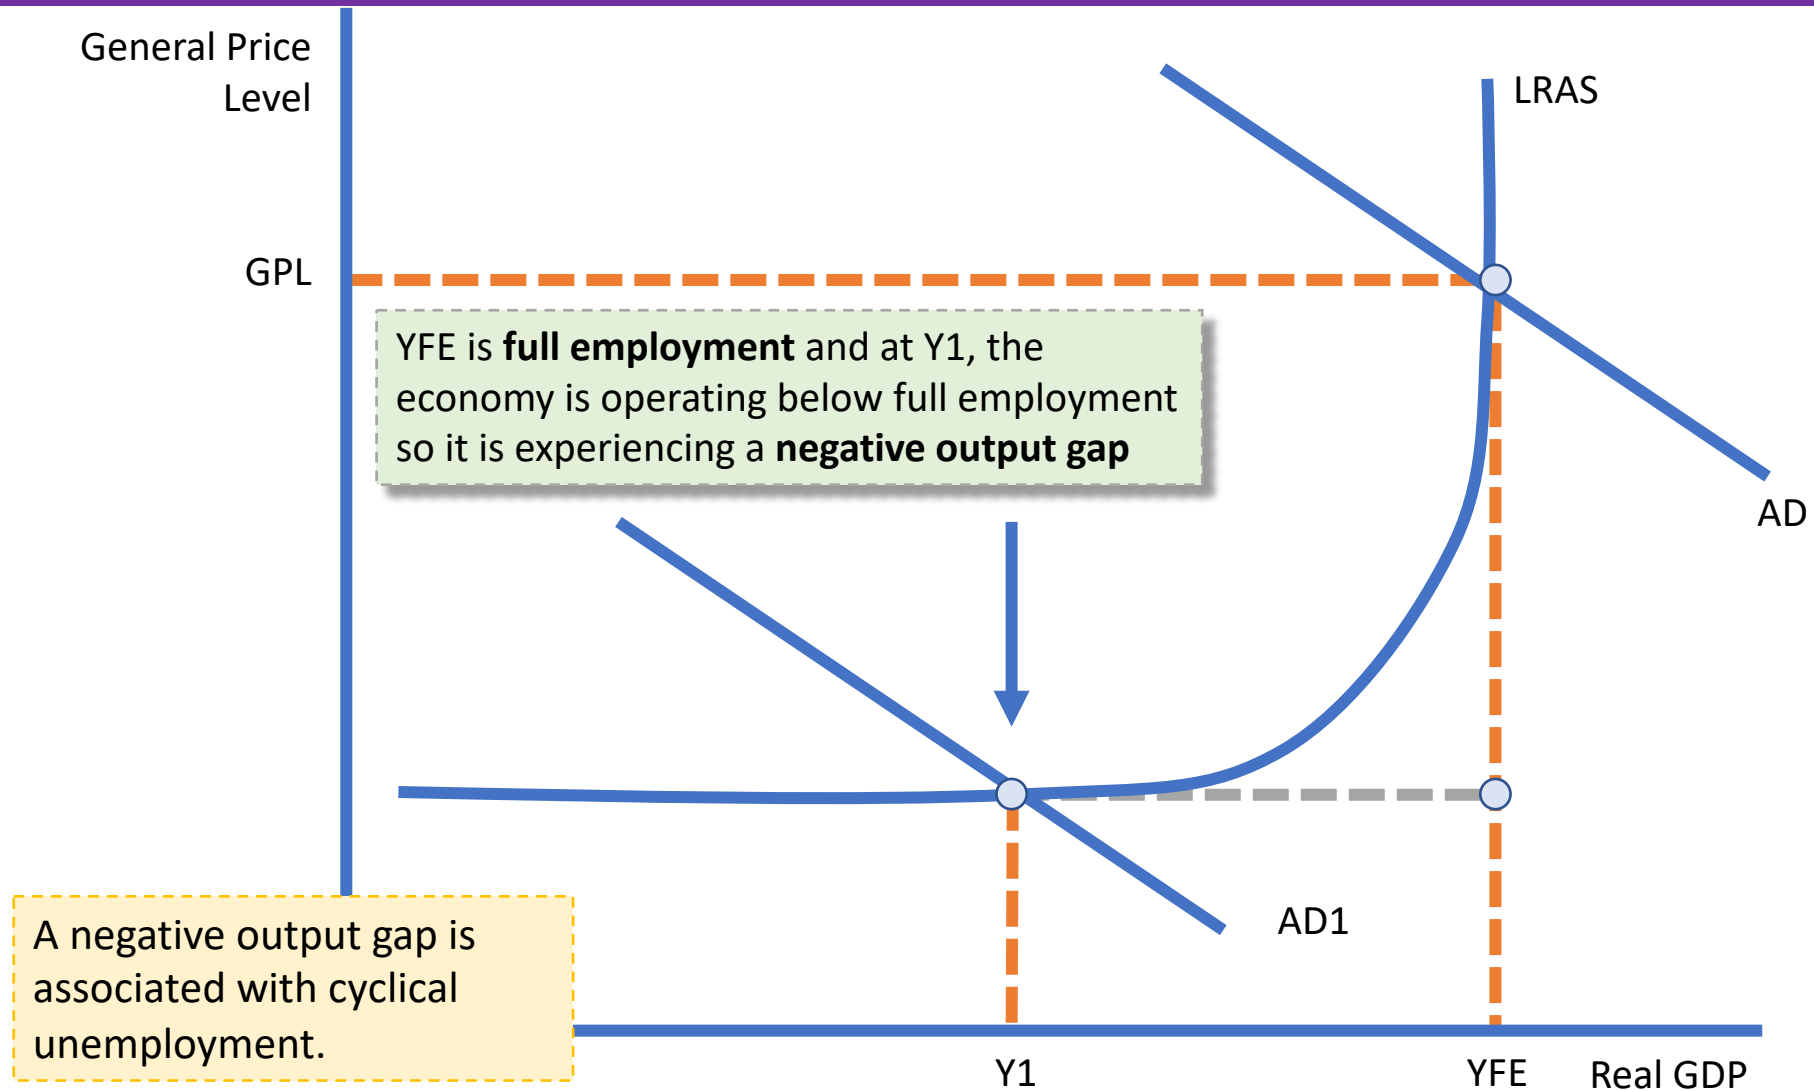 General Price
Level
LRAS
GPL
YFE is full employment and at Y1, the
economy is operating below full employment
so it is experiencing a negative output gap
AD
AD1
A negative output gap is
associated with cyclical
unemployment.
Y1
YFE
Real GDP